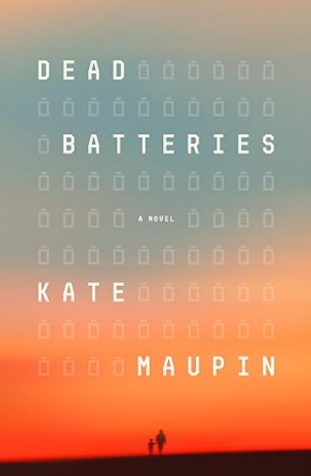 DEAD
BATTERIES
A NOVEL
KATE
MAUPIN